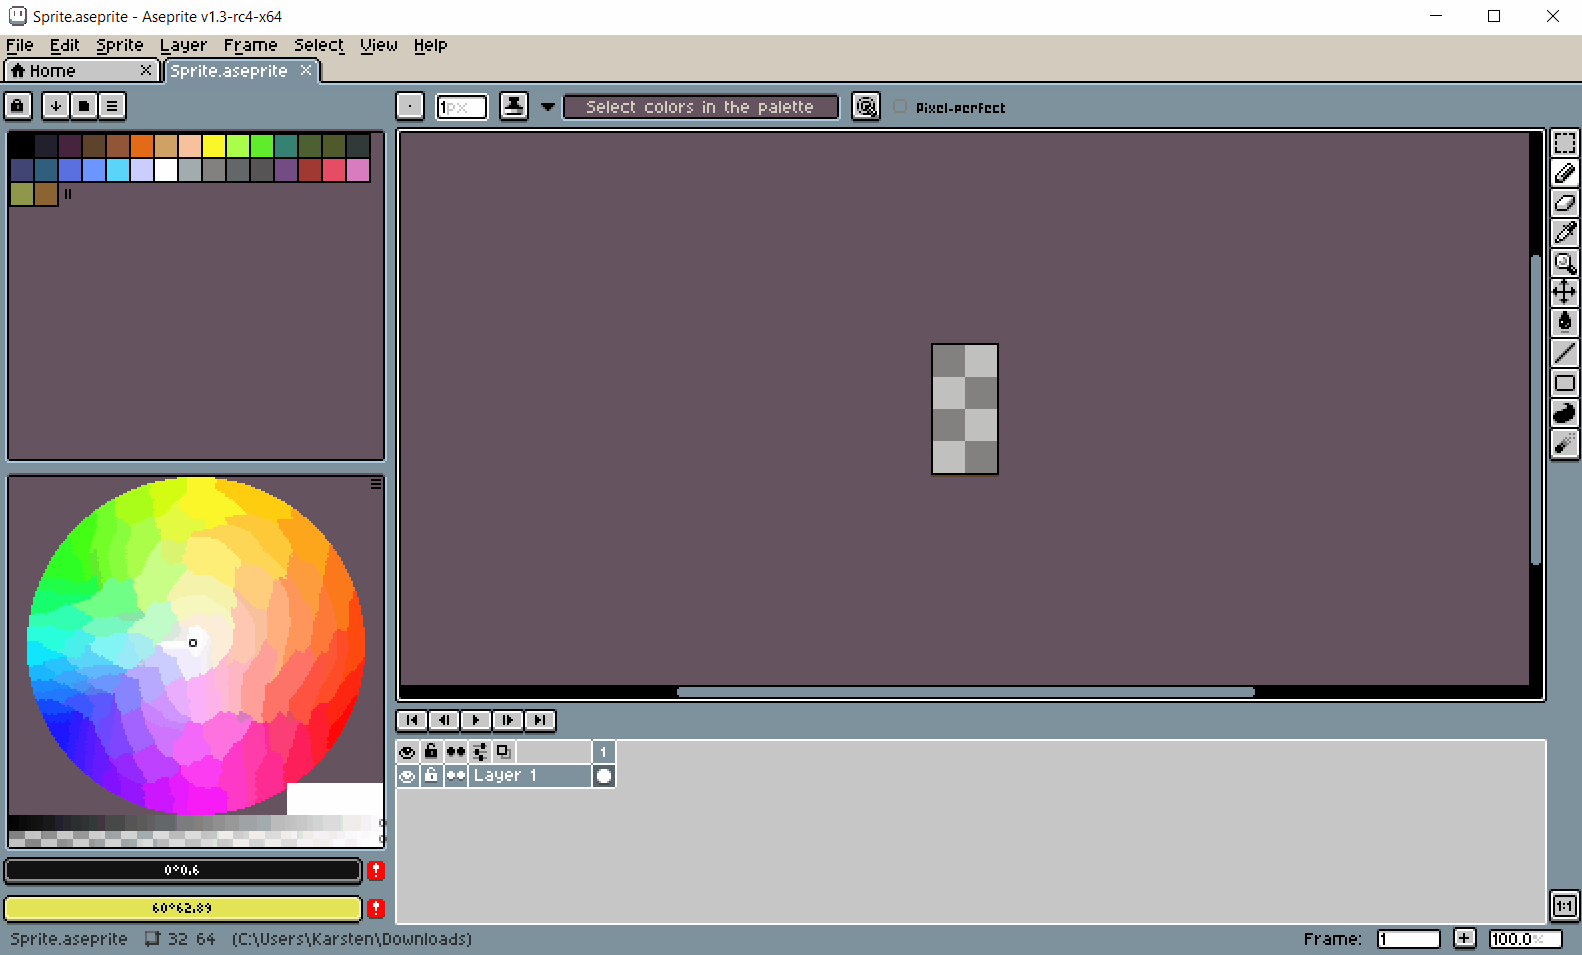 Sprite.aseprite - Aseprite v1.3-rc4-x64
File Edit Sprite Layer Frame Select View Help
Home
Sprite.aseprite
1px
Select colors in the palette
Pixel-perfect
1
Layer 1
0°0.6
60°62.89
1:1
Sprite.aseprite 32 64 (C:\Users\Karsten\Downloads)
Frame: 1
100.0%